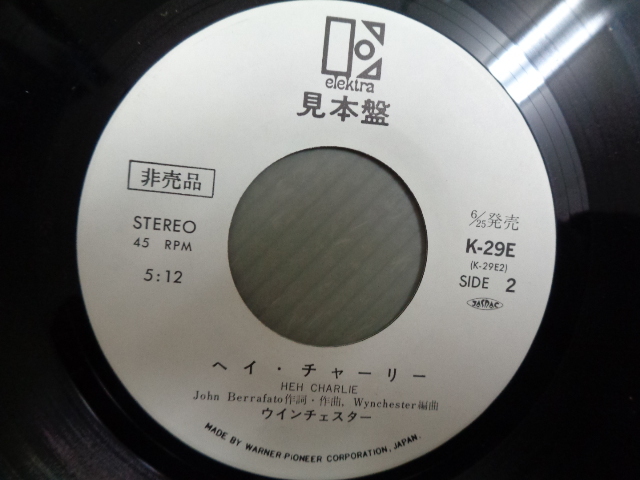 elektra
見本盤
非売品
STEREO
45 RPM
5:12
6/25発売
K-29E
(K-29E2)
SIDE 2
JASRAC
ヘイ・チャーリー
HEH CHARLIE
John Berrafato作詞・作曲, Wynchester編曲
ウインチェスター
MADE BY WARNER-PIONEER CORPORATION, JAPAN.